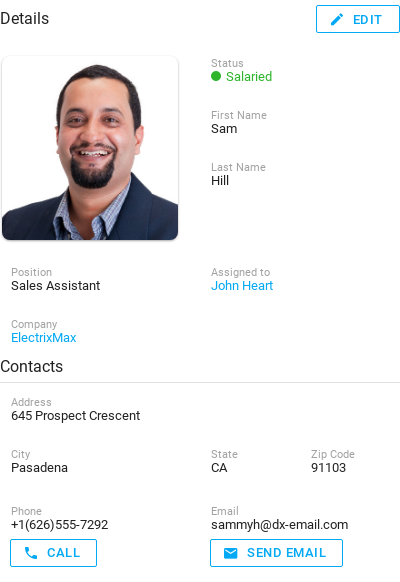 Details
EDIT
Status
Salaried
First Name
Sam
Last Name
Hill
Position
Sales Assistant
Assigned to
John Heart
Company
ElectrixMax
Contacts
Address
645 Prospect Crescent
City
Pasadena
State
CA
Zip Code
91103
Phone
+1(626)555-7292
Email
sammyh@dx-email.com
CALL
SEND EMAIL